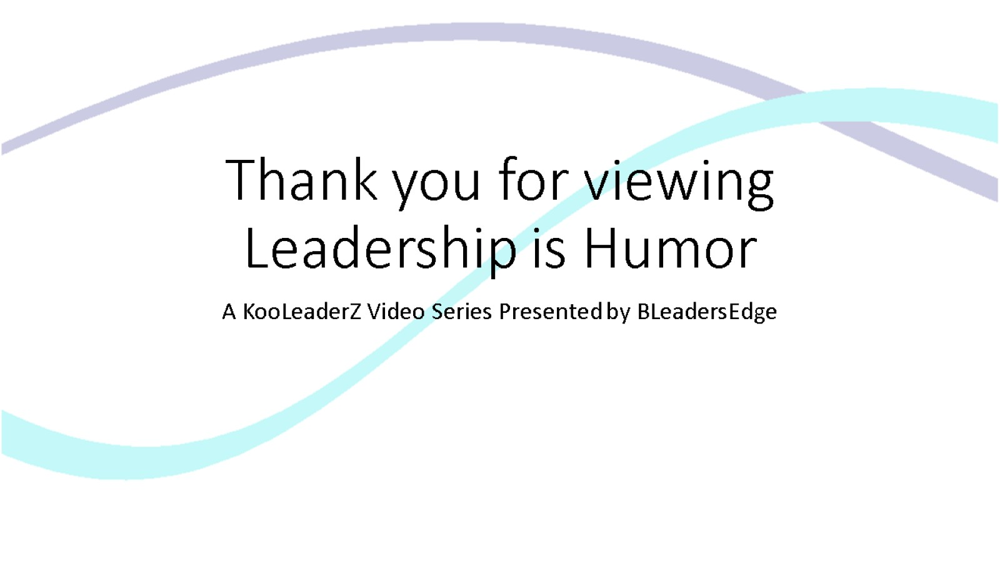 Thank you for viewing
Leadership is Humor
A KooLeaderZ Video Series Presented by BLeadersEdge